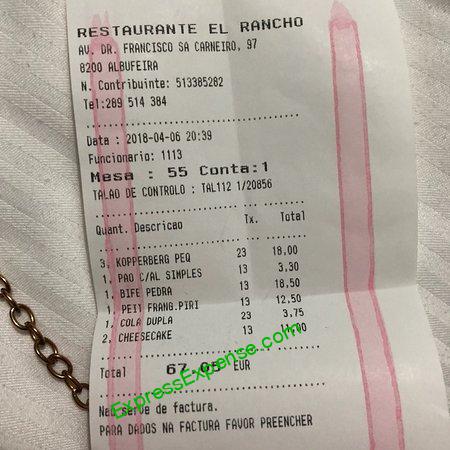 RESTAURANTE EL RANCHO
AV. DR. FRANCISCO SA CARNEIRO, 97
8200 ALBUFEIRA
N. Contribuinte: 513385282
Tel:289 514 384
Data : 2018-04-06 20:39
Funcionario: 1113
Mesa : 55 Conta:1
TALAO DE CONTROLO : TAL112 1/20856
Quant. Descricao Tx. Total
3, KOPPERBERG PEQ 23 18,00
1, PAO C/AL SIMPLES 13 3,30
1, BIFE PEDRA 13 18,50
1, PEIT FRANG.PIRI 13 12,50
1, COLA DUPLA 23 3,75
2, CHEESECAKE 13
Total 67.05 EUR
ExpressExpense.com
Nao serve de factura.
PARA DADOS NA FACTURA FAVOR PREENCHER